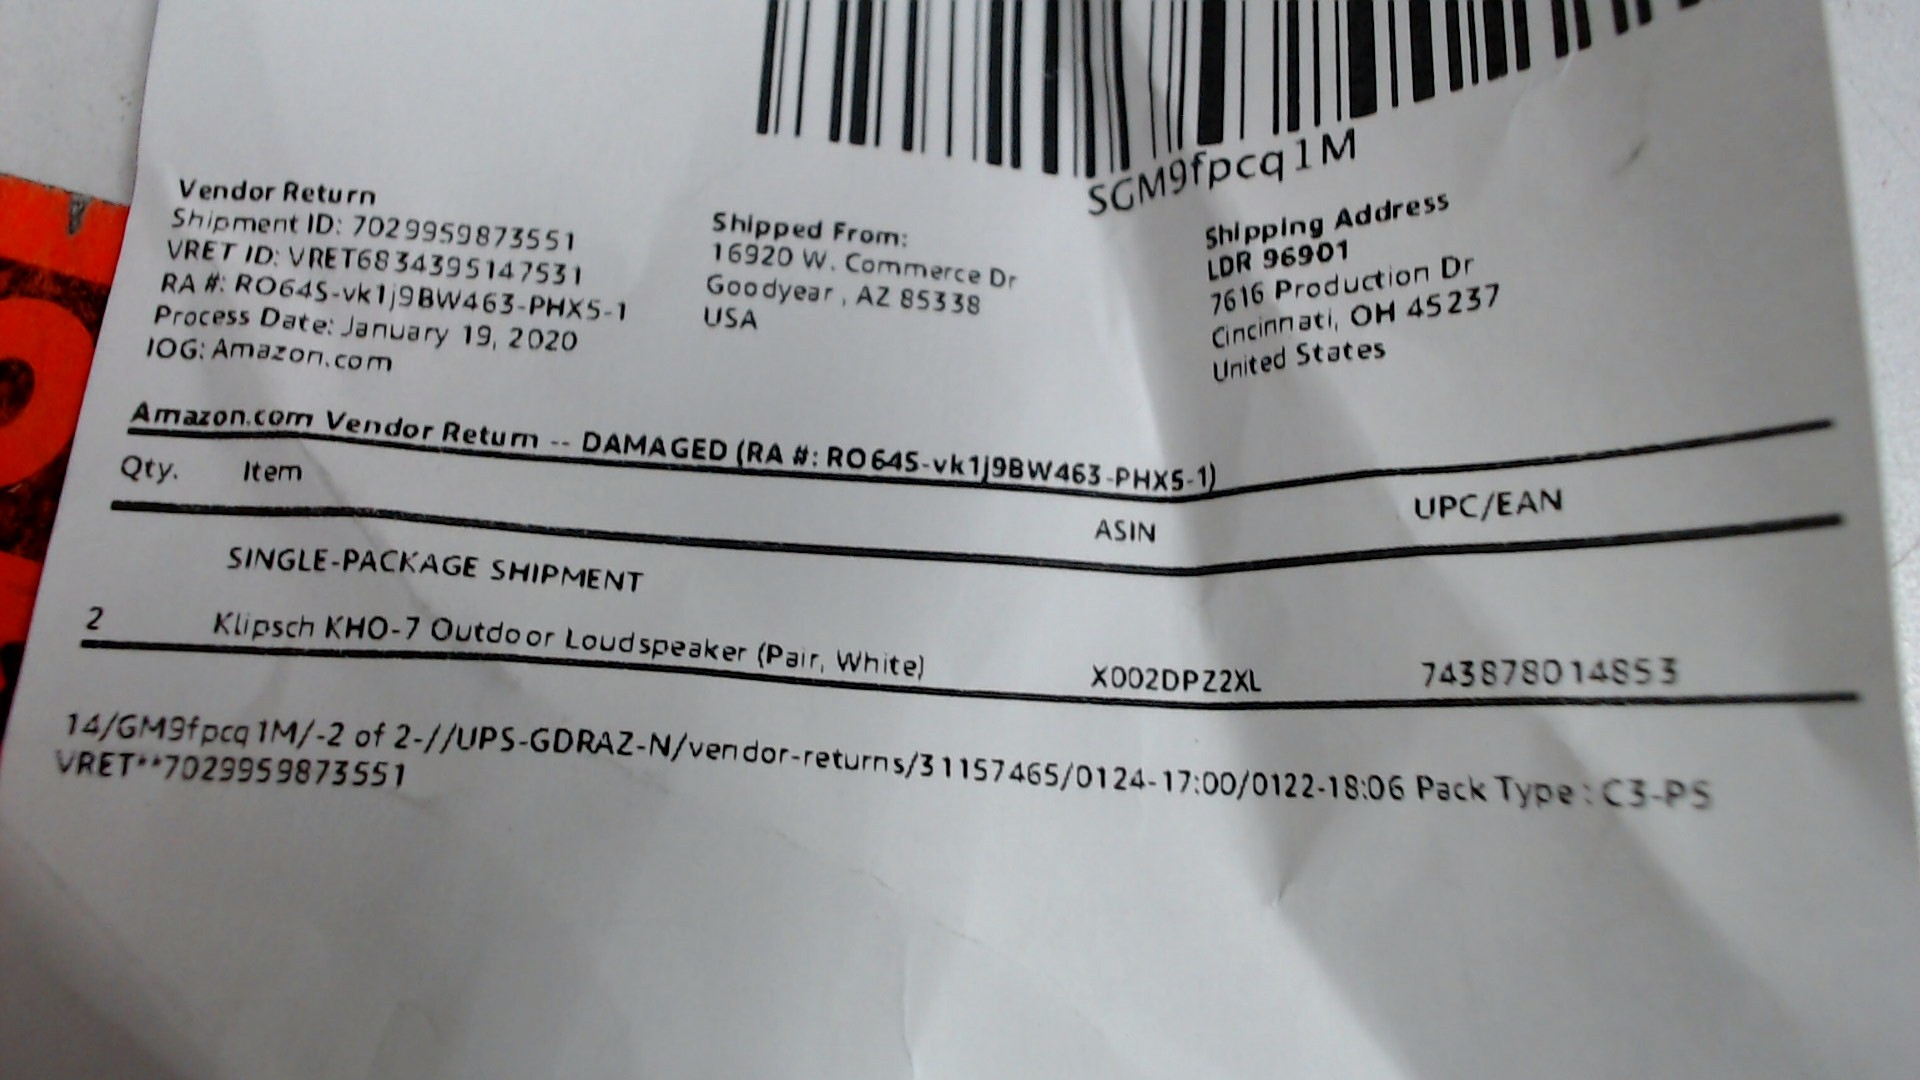 SGM9fpcq1M
Vendor Return
Shipment ID: 7029959873551
VRET ID: VRET6834395147531
RA #: RO64S-vk1j9BW463-PHX5-1
Process Date: January 19, 2020
IOG: Amazon.com
Shipped From:
16920 W. Commerce Dr
Goodyear , AZ 85338
USA
Shipping Address
LDR 96901
7616 Production Dr
Cincinnati, OH 45237
United States
Amazon.com Vendor Return -- DAMAGED (RA #: RO64S-vk1j9BW463-PHX5-1)
Qty. Item ASIN UPC/EAN
SINGLE-PACKAGE SHIPMENT
2 Klipsch KHO-7 Outdoor Loudspeaker (Pair, White) X002DPZ2XL 743878014853
14/GM9fpcq1M/-2 of 2-//UPS-GDRAZ-N/vendor-returns/31157465/0124-17:00/0122-18:06 Pack Type : C3-PS
VRET**7029959873551